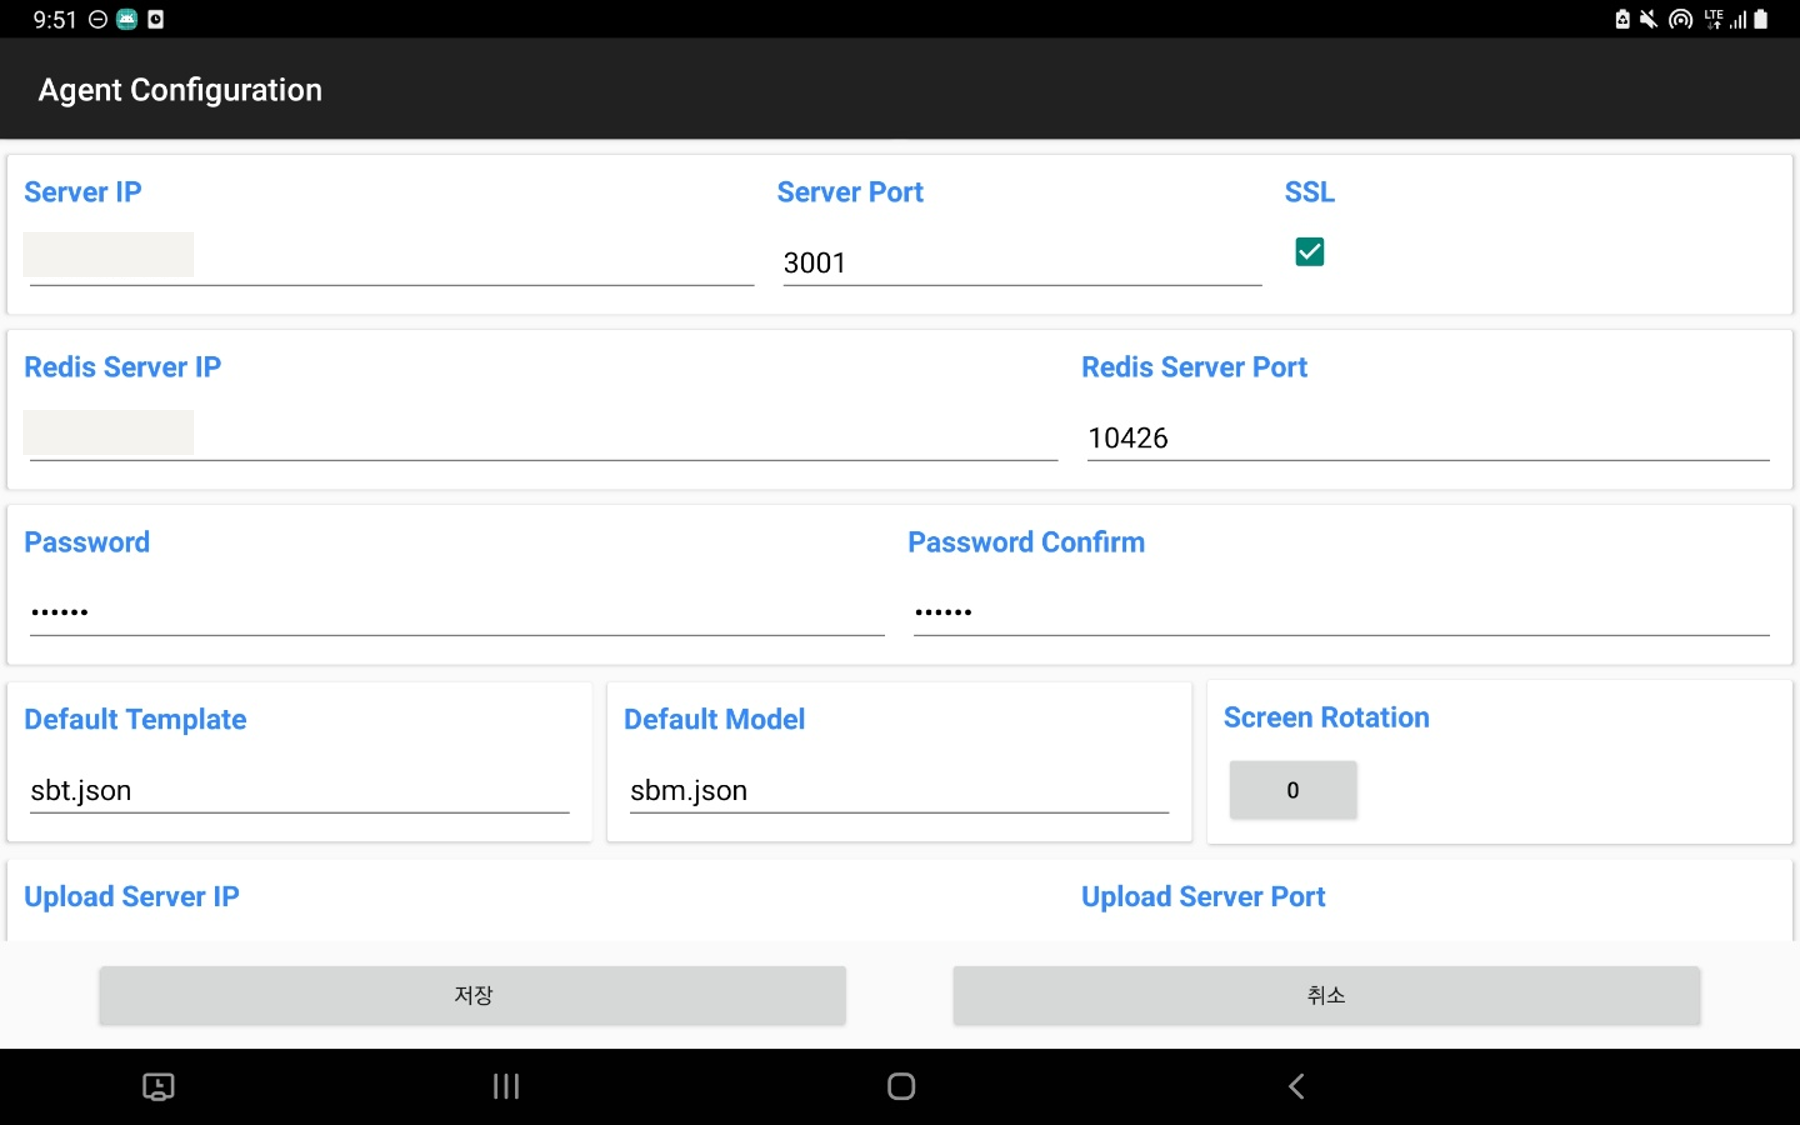 9:51
LTE
Agent Configuration
Server IP
Server Port
SSL
3001
Redis Server IP
Redis Server Port
10426
Password
Password Confirm
••••••
••••••
Default Template
Default Model
Screen Rotation
sbt.json
sbm.json
0
Upload Server IP
Upload Server Port
저장
취소